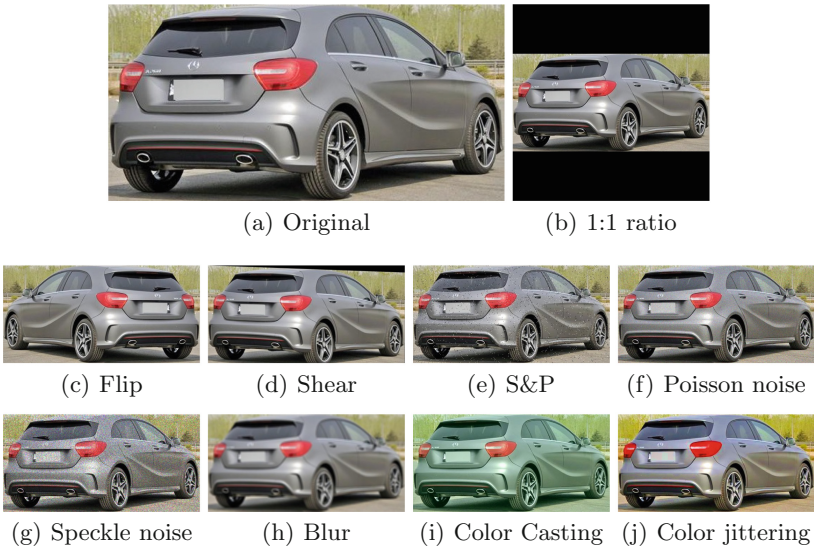 (a) Original
(b) 1:1 ratio
(c) Flip
(d) Shear
(e) S&P
(f) Poisson noise
(g) Speckle noise
(h) Blur
(i) Color Casting
(j) Color jittering